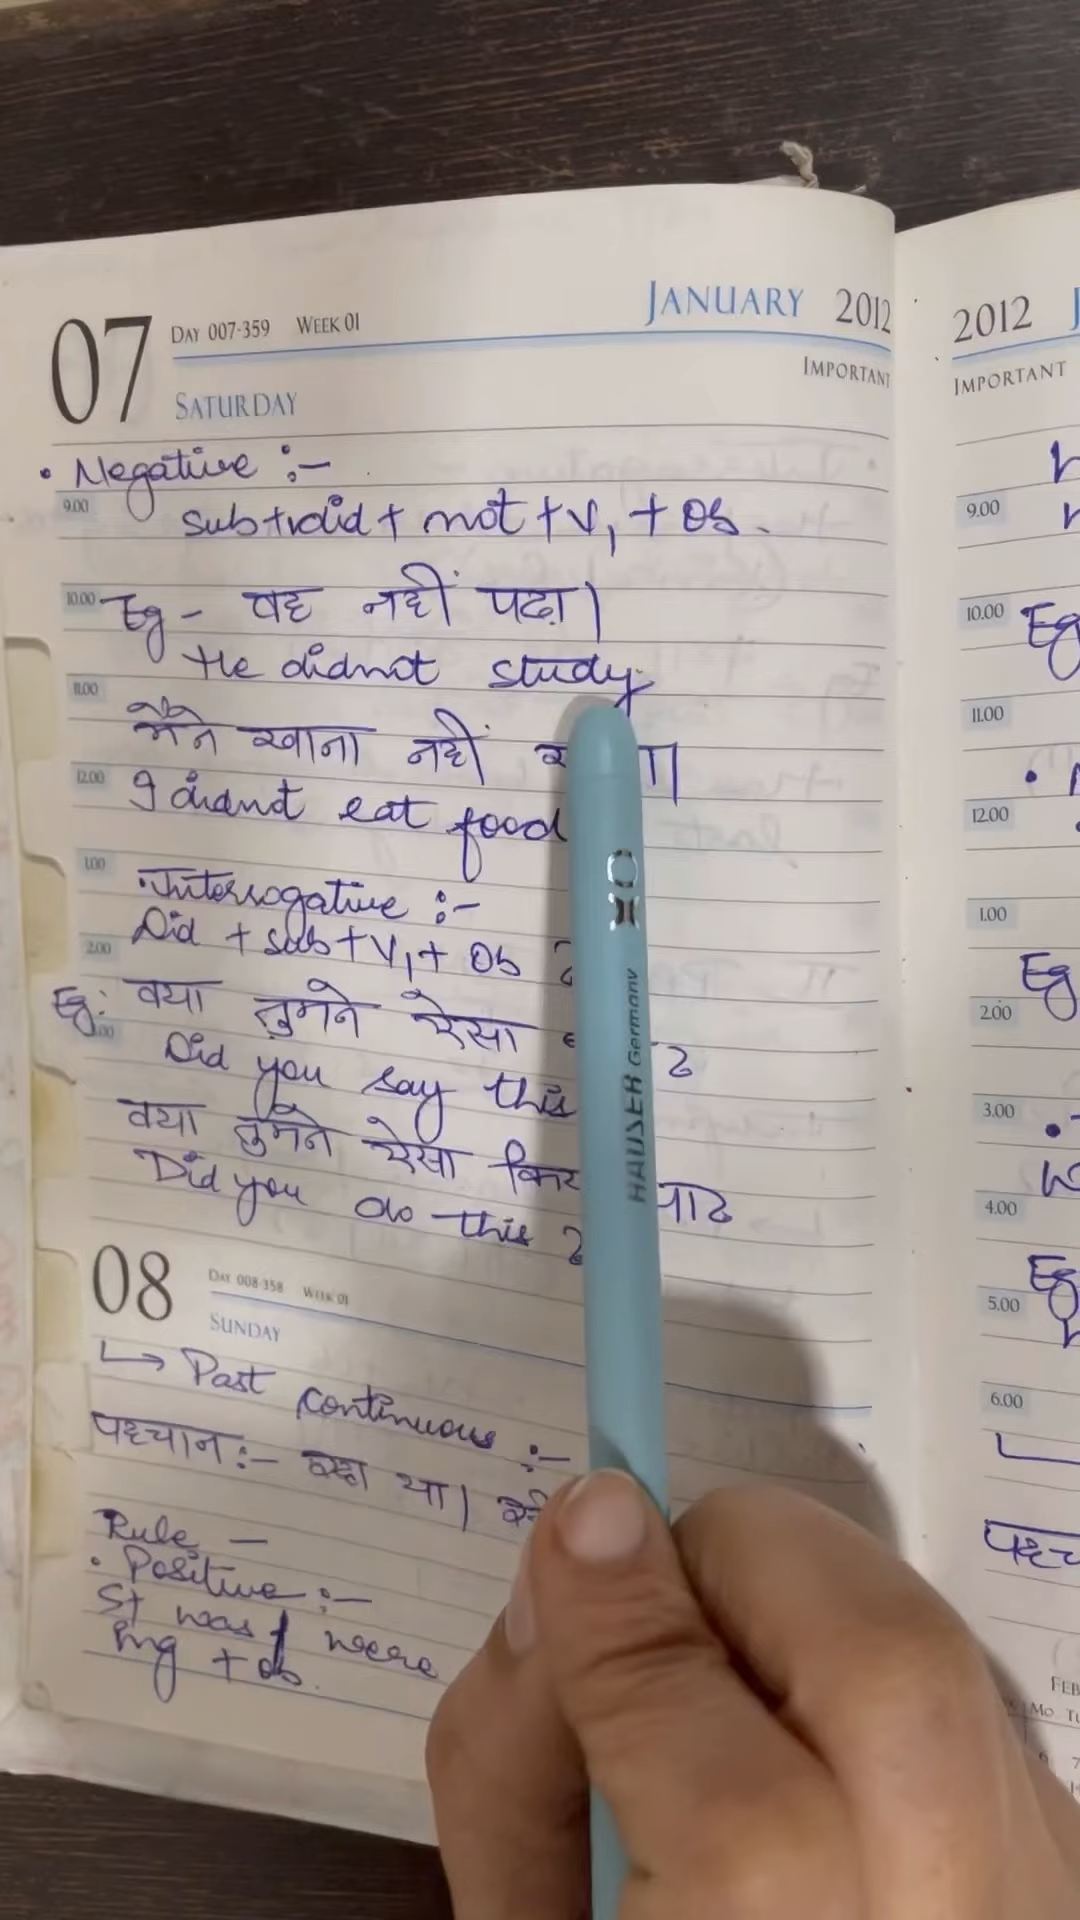 JANUARY 2012
07 DAY 007-359 WEEK 01
IMPORTANT
SATURDAY
• Negative :-
9.00
sub + did + not + V1 + Ob.
10.00
Eg - वह नहीं पढ़ा।
He didnot study.
11.00
मैंने खाना नहीं
12.00
I didnot eat food
1.00
• Interrogative :-
Did + sub + V1 + Ob ?
2.00
Eg: क्या तुमने ऐसा
Did you say this
क्या तुमने ऐसा
Did you do this ?
08 DAY 008-358 WEEK 01
SUNDAY
↳ Past continuous :-
पहचान :- रहा था।
Rule -
• Positive :-
S+ was / were
ing + ob.
HAUSER Germany
2012
IMPORTANT
9.00
10.00
Eg
11.00
12.00
1.00
Eg
2.00
3.00
4.00
Eg
5.00
6.00
Mo